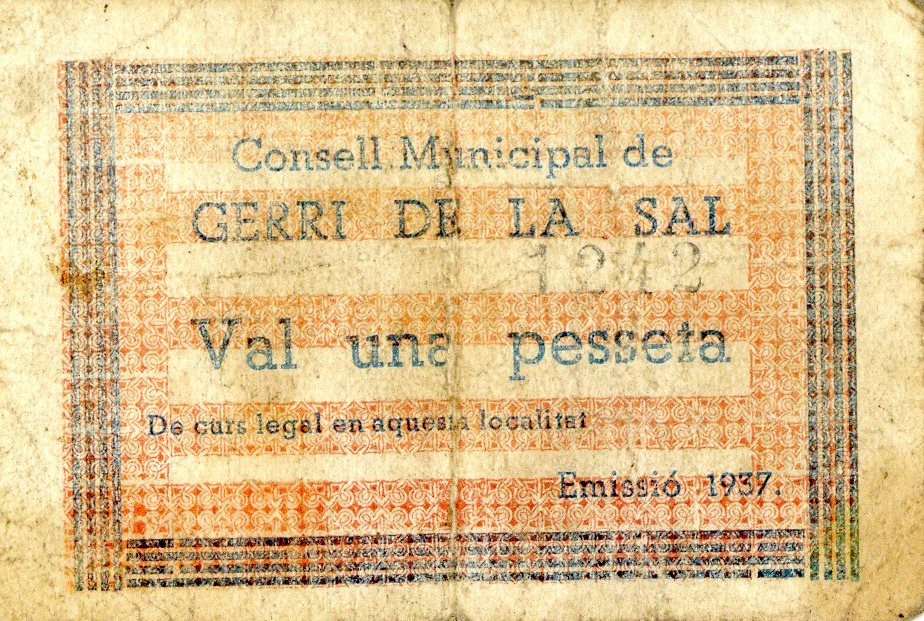 Consell Municipal de
GERRI DE LA SAL
1242
Val una pesseta
De curs legal en aquesta localitat
Emissió 1937.